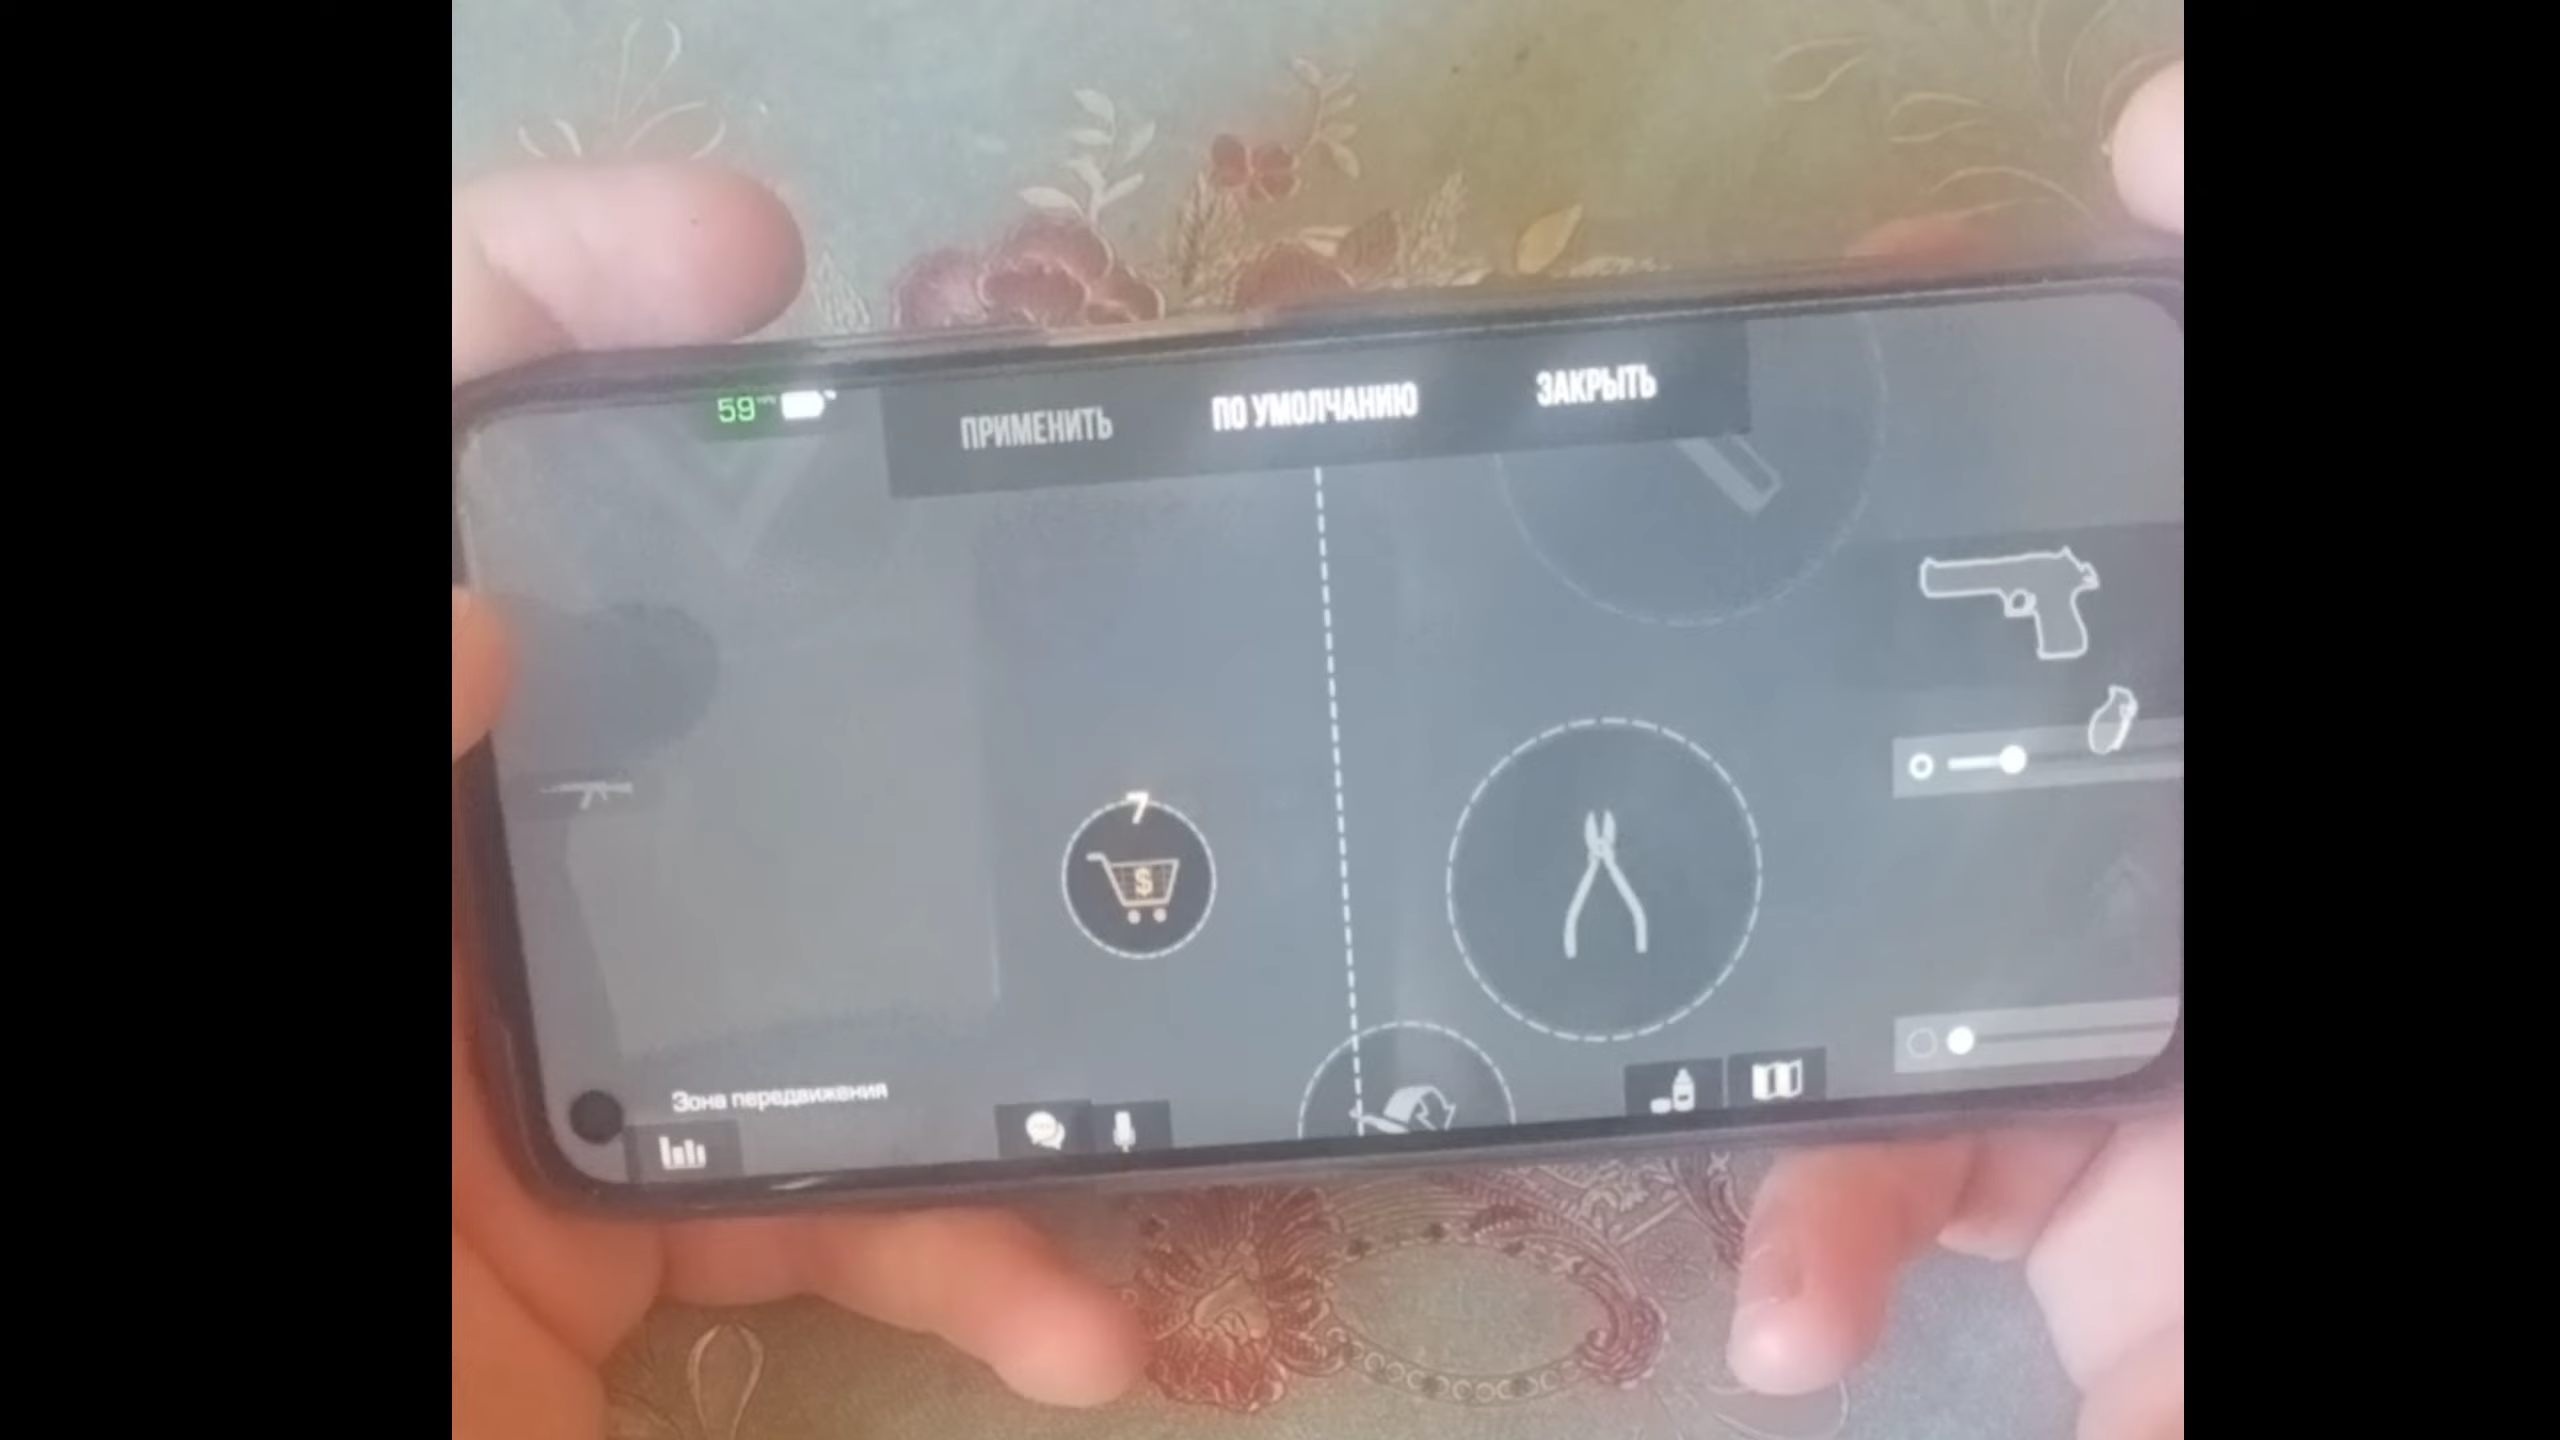 59
ПРИМЕНИТЬ
ПО УМОЛЧАНИЮ
ЗАКРЫТЬ
7
$
Зона передвижения